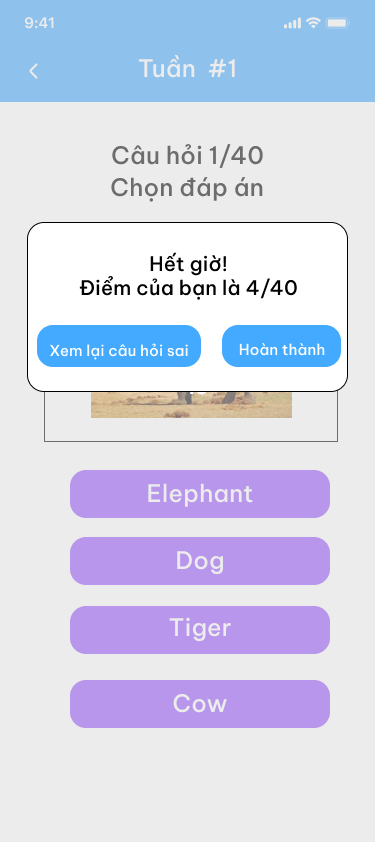 9:41
Tuần #1
Câu hỏi 1/40
Chọn đáp án
Hết giờ!
Điểm của bạn là 4/40
Xem lại câu hỏi sai
Hoàn thành
Elephant
Dog
Tiger
Cow